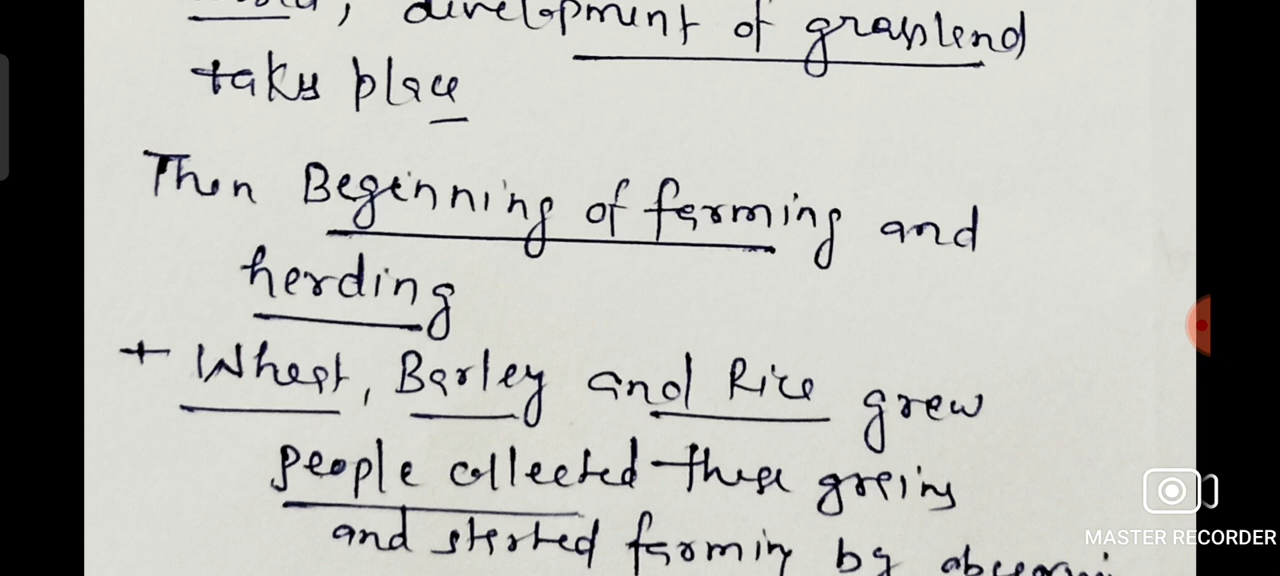 , development of grassland
takes place
Then Beginning of farming and
herding
+ Wheat, Barley and Rice grew
people collected these grains
and started farming by
MASTER RECORDER